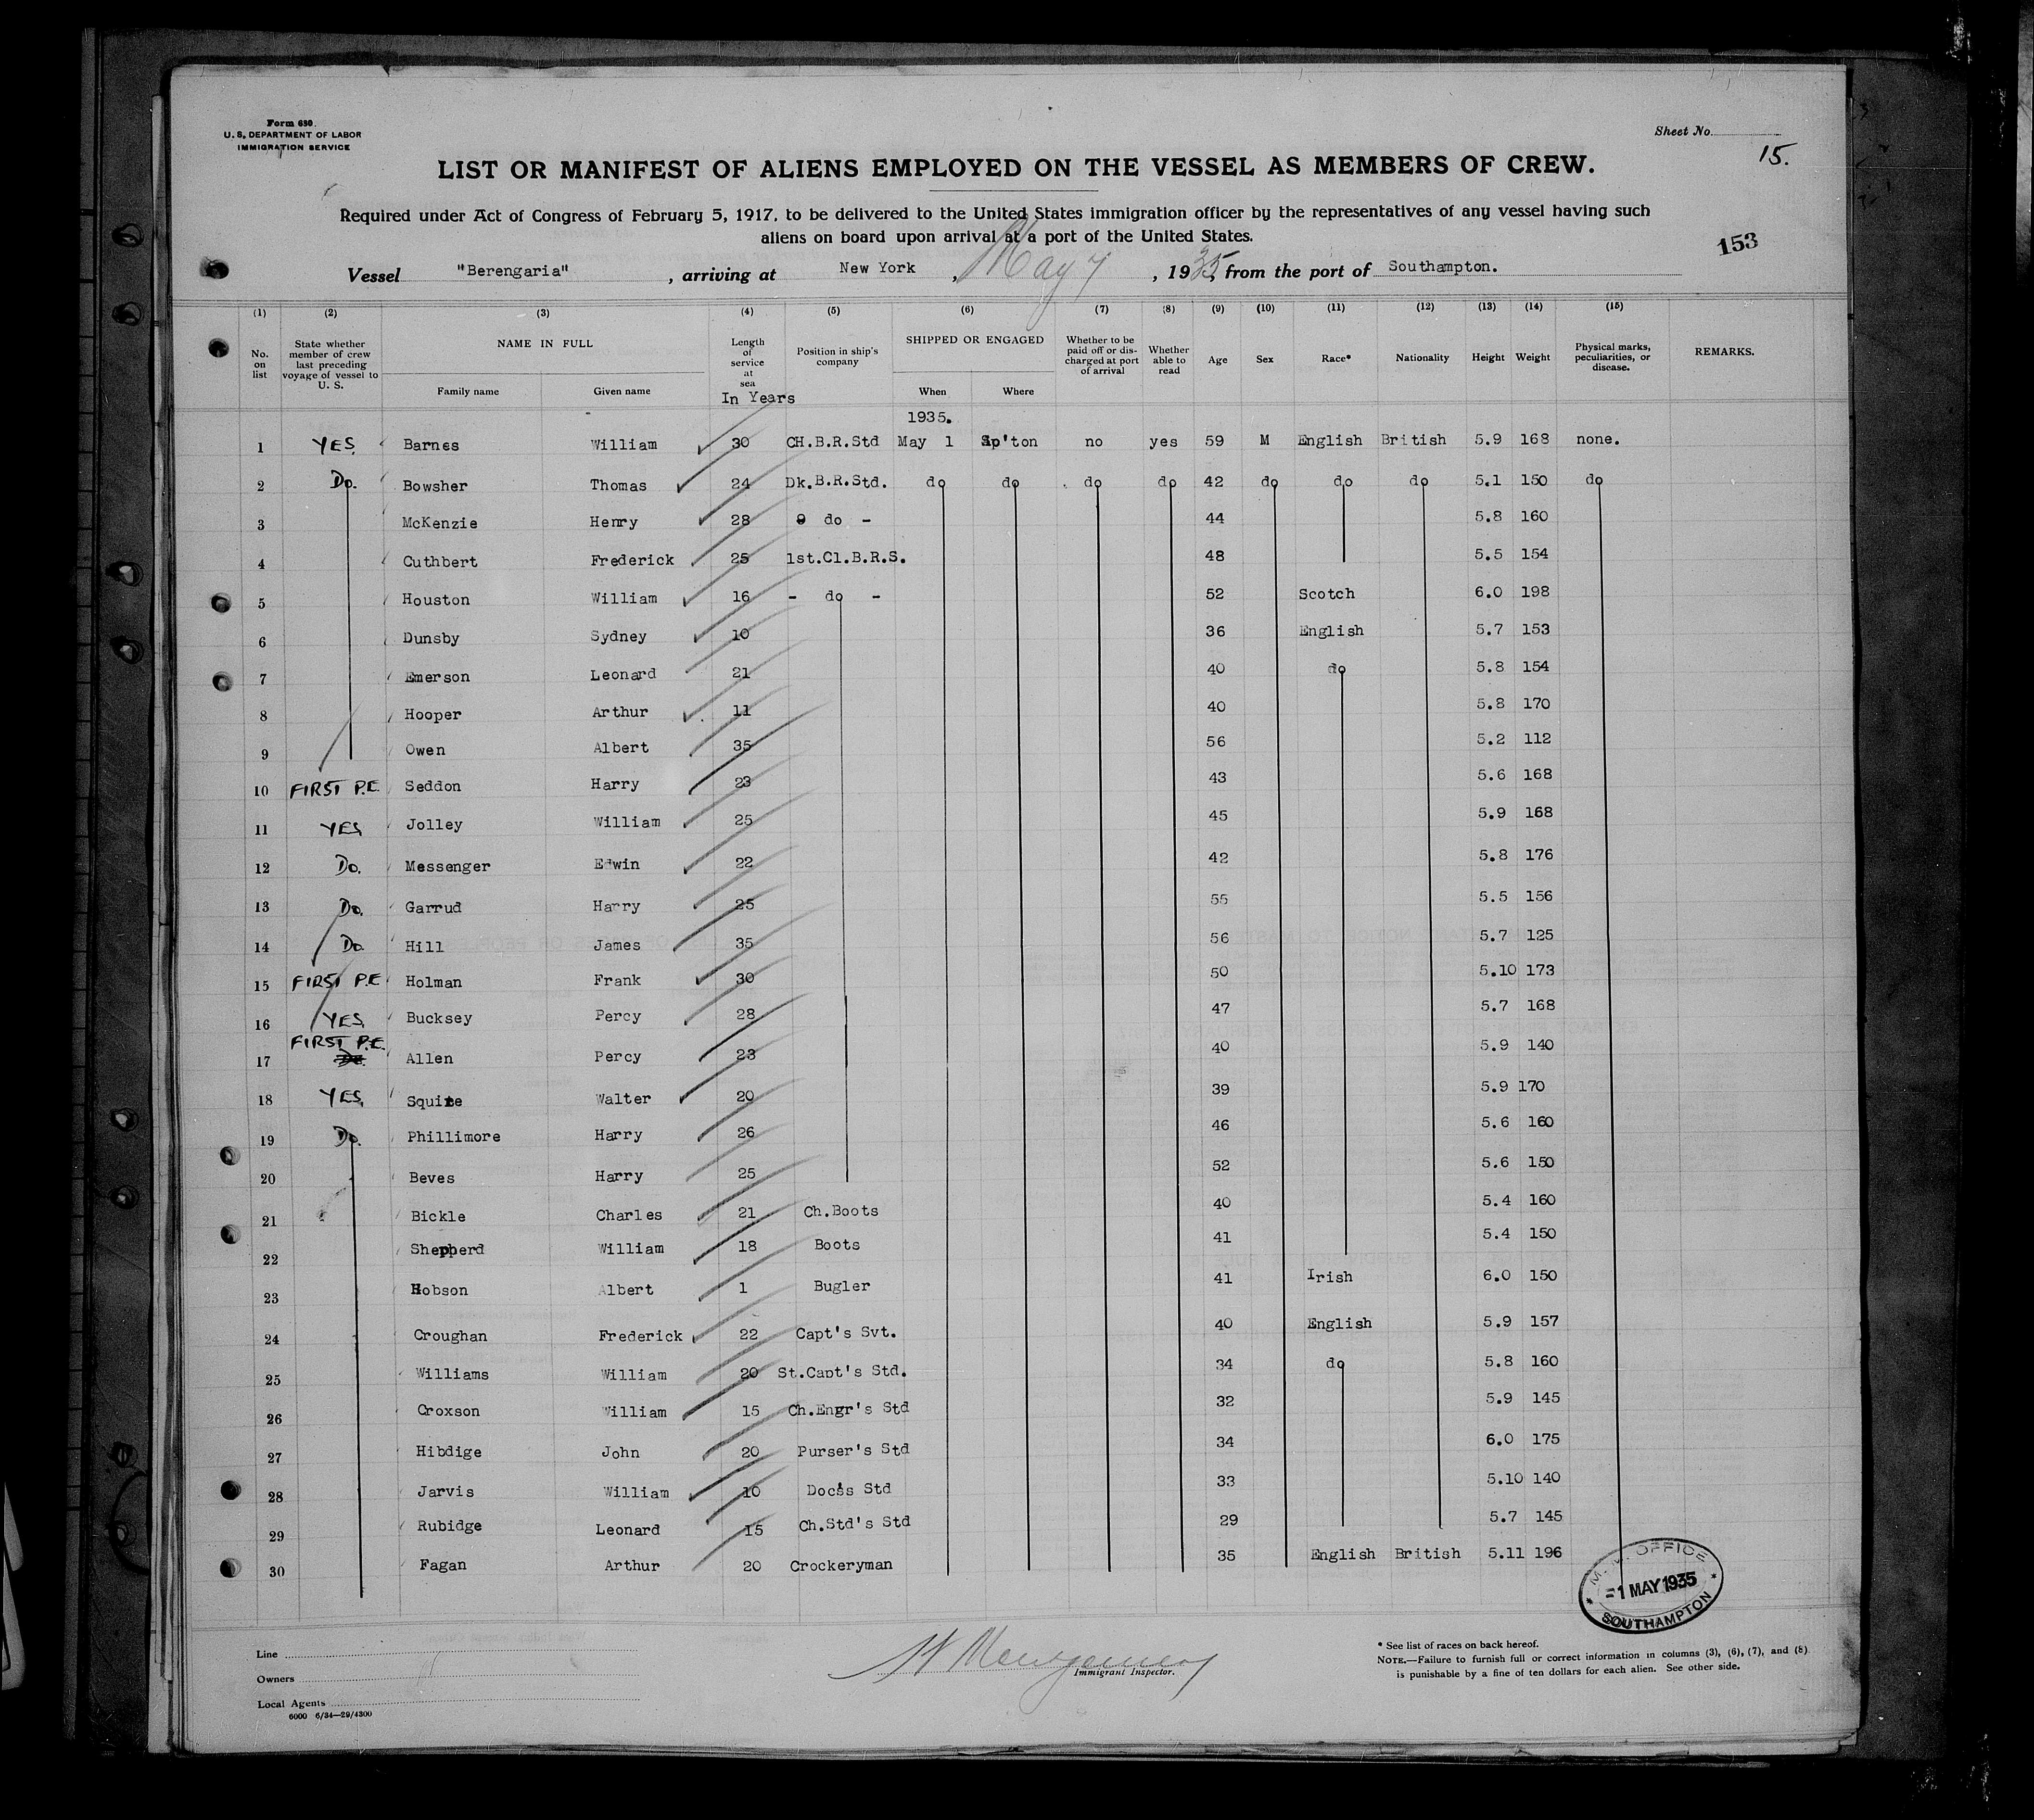 Form 680.
U. S. DEPARTMENT OF LABOR
IMMIGRATION SERVICE
Sheet No.
15.
LIST OR MANIFEST OF ALIENS EMPLOYED ON THE VESSEL AS MEMBERS OF CREW.
Required under Act of Congress of February 5, 1917, to be delivered to the United States immigration officer by the representatives of any vessel having such
aliens on board upon arrival at a port of the United States.
153
Vessel "Berengaria" , arriving at New York , May 7 , 1935, from the port of Southampton.
(1) (2) (3) (4) (5) (6) (7) (8) (9) (10) (11) (12) (13) (14) (15)
No. on list State whether member of crew last preceding voyage of vessel to U. S. NAME IN FULL Family name Given name Length of service at sea In Years Position in ship's company SHIPPED OR ENGAGED When Where Whether to be paid off or discharged at port of arrival Whether able to read Age Sex Race* Nationality Height Weight Physical marks, peculiarities, or disease. REMARKS.
1935.
1 YES Barnes William 30 CH.B.R.Std May 1 Sp'ton no yes 59 M English British 5.9 168 none.
2 Do. Bowsher Thomas 24 Dk.B.R.Std. do do do do 42 do do do 5.1 150 do
3 McKenzie Henry 28 do - 44 5.8 160
4 Cuthbert Frederick 25 1st.Cl.B.R.S. 48 5.5 154
5 Houston William 16 - do - 52 Scotch 6.0 198
6 Dunsby Sydney 10 36 English 5.7 153
7 Emerson Leonard 21 40 do 5.8 154
8 Hooper Arthur 11 40 5.8 170
9 Owen Albert 35 56 5.2 112
10 FIRST P.E. Seddon Harry 23 43 5.6 168
11 YES Jolley William 25 45 5.9 168
12 Do. Messenger Edwin 22 42 5.8 176
13 Do. Garrud Harry 25 55 5.5 156
14 Do. Hill James 35 56 5.7 125
15 FIRST P.E Holman Frank 30 50 5.10 173
16 YES Bucksey Percy 28 47 5.7 168
17 FIRST P.E. Allen Percy 23 40 5.9 140
18 YES Squire Walter 20 39 5.9 170
19 Do. Phillimore Harry 26 46 5.6 160
20 Beves Harry 25 52 5.6 150
21 Bickle Charles 21 Ch.Boots 40 5.4 160
22 Shepherd William 18 Boots 41 5.4 150
23 Hobson Albert 1 Bugler 41 Irish 6.0 150
24 Croughan Frederick 22 Capt's Svt. 40 English 5.9 157
25 Williams William 20 St.Capt's Std. 34 do 5.8 160
26 Croxson William 15 Ch.Engr's Std 32 5.9 145
27 Hibdige John 20 Purser's Std 34 6.0 175
28 Jarvis William 10 Docs's Std 33 5.10 140
29 Rubidge Leonard 15 Ch.Std's Std 29 5.7 145
30 Fagan Arthur 20 Crockeryman 35 English British 5.11 196
OFFICE
1 MAY 1935
SOUTHAMPTON
Line
Owners
Local Agents
6000 6/34—29/4300
Montgomery
Immigrant Inspector.
* See list of races on back hereof.
NOTE.—Failure to furnish full or correct information in columns (3), (6), (7), and (8)
is punishable by a fine of ten dollars for each alien. See other side.